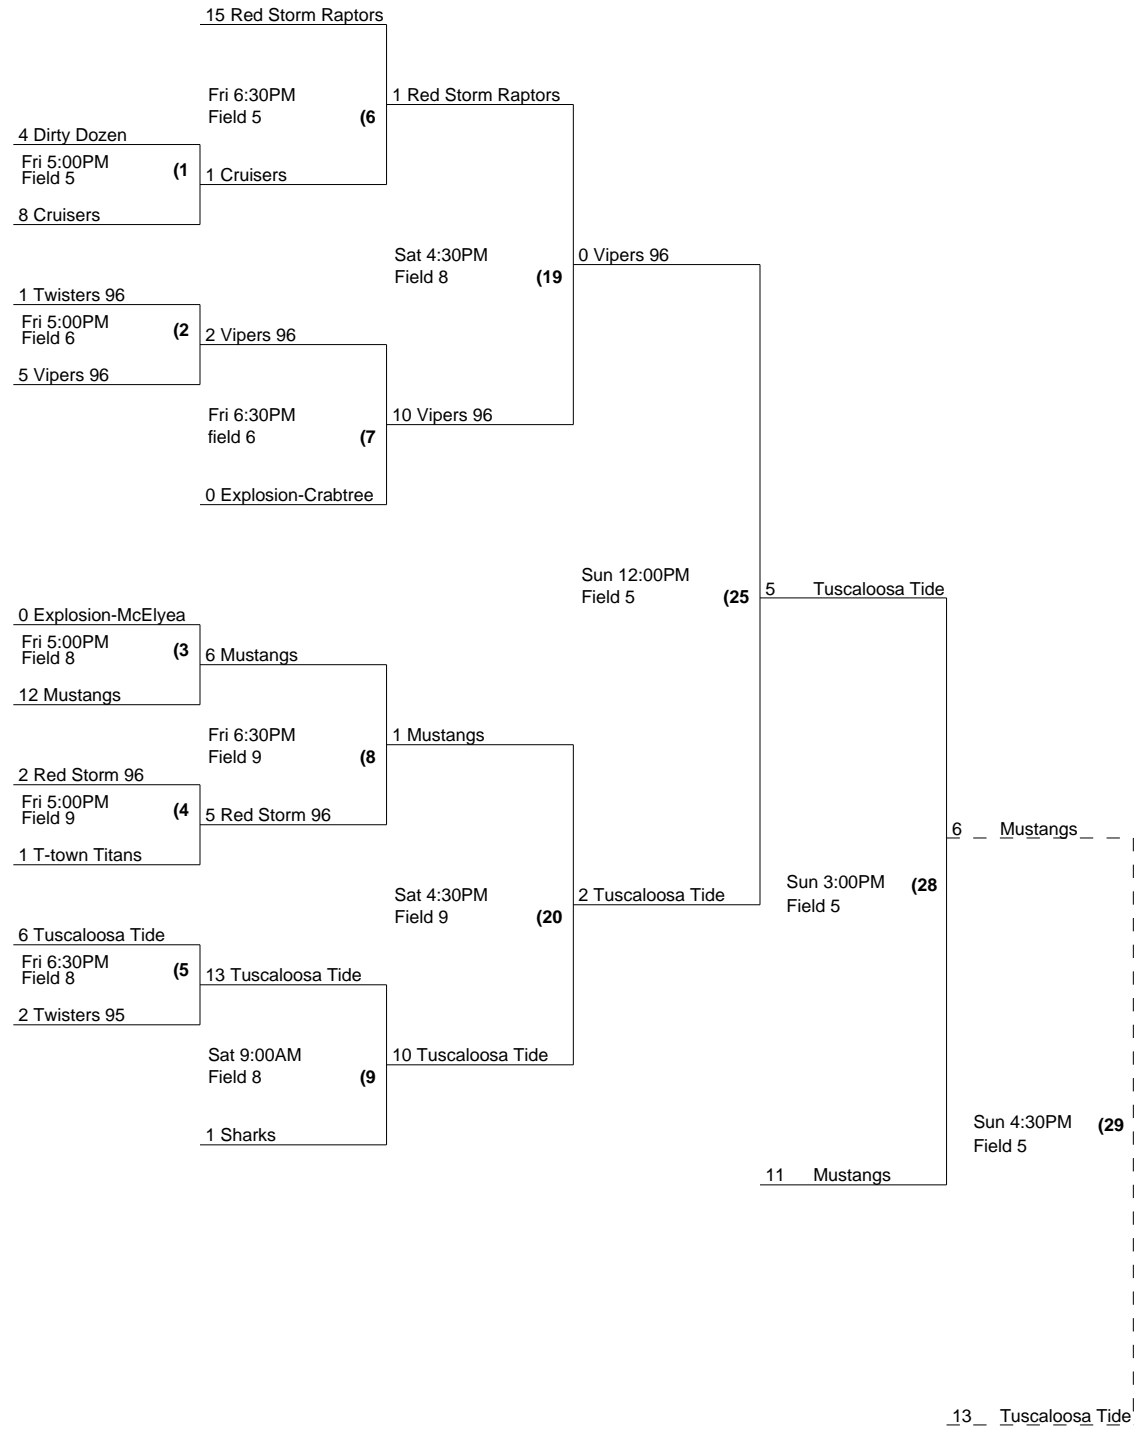 15 Red Storm Raptors
Fri 6:30PM
Field 5
(6
1 Red Storm Raptors
4 Dirty Dozen
Fri 5:00PM
Field 5
(1
1 Cruisers
8 Cruisers
Sat 4:30PM
Field 8
(19
0 Vipers 96
1 Twisters 96
Fri 5:00PM
Field 6
(2
2 Vipers 96
5 Vipers 96
Fri 6:30PM
field 6
(7
10 Vipers 96
0 Explosion-Crabtree
Sun 12:00PM
Field 5
(25
5 Tuscaloosa Tide
0 Explosion-McElyea
Fri 5:00PM
Field 8
(3
6 Mustangs
12 Mustangs
Fri 6:30PM
Field 9
(8
1 Mustangs
2 Red Storm 96
Fri 5:00PM
Field 9
(4
5 Red Storm 96
1 T-town Titans
6 Mustangs
Sun 3:00PM
Field 5
(28
Sat 4:30PM
Field 9
(20
2 Tuscaloosa Tide
6 Tuscaloosa Tide
Fri 6:30PM
Field 8
(5
13 Tuscaloosa Tide
2 Twisters 95
Sat 9:00AM
Field 8
(9
10 Tuscaloosa Tide
1 Sharks
Sun 4:30PM
Field 5
(29
11 Mustangs
13 Tuscaloosa Tide